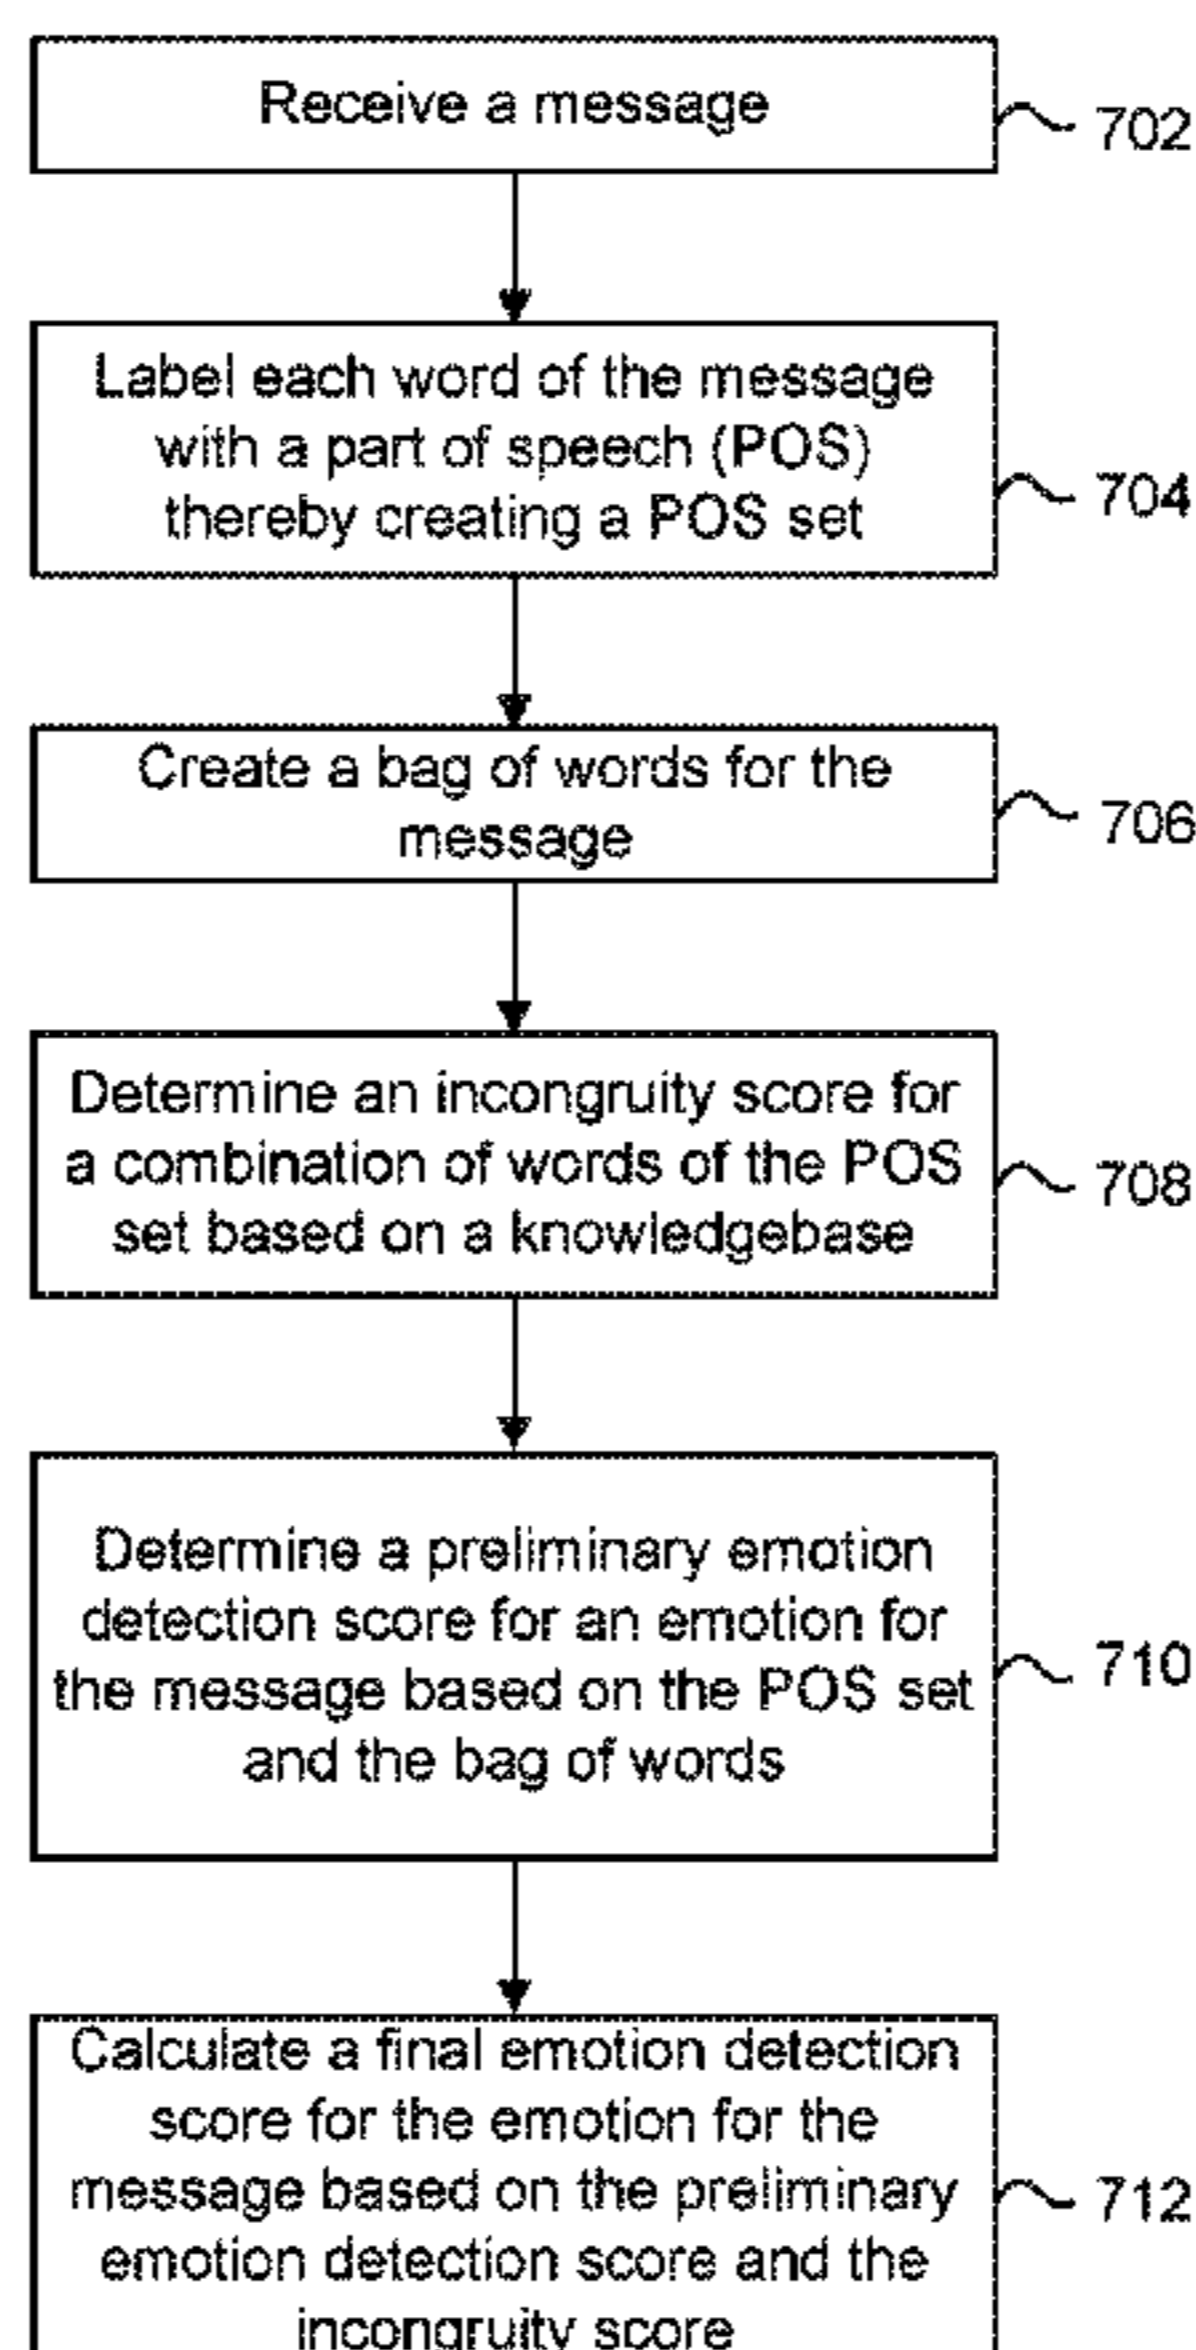 Receive a message
702
Label each word of the message
with a part of speech (POS)
thereby creating a POS set
704
Create a bag of words for the
message
706
Determine an incongruity score for
a combination of words of the POS
set based on a knowledgebase
708
Determine a preliminary emotion
detection score for an emotion for
the message based on the POS set
and the bag of words
710
Calculate a final emotion detection
score for the emotion for the
message based on the preliminary
emotion detection score and the
incongruity score
712